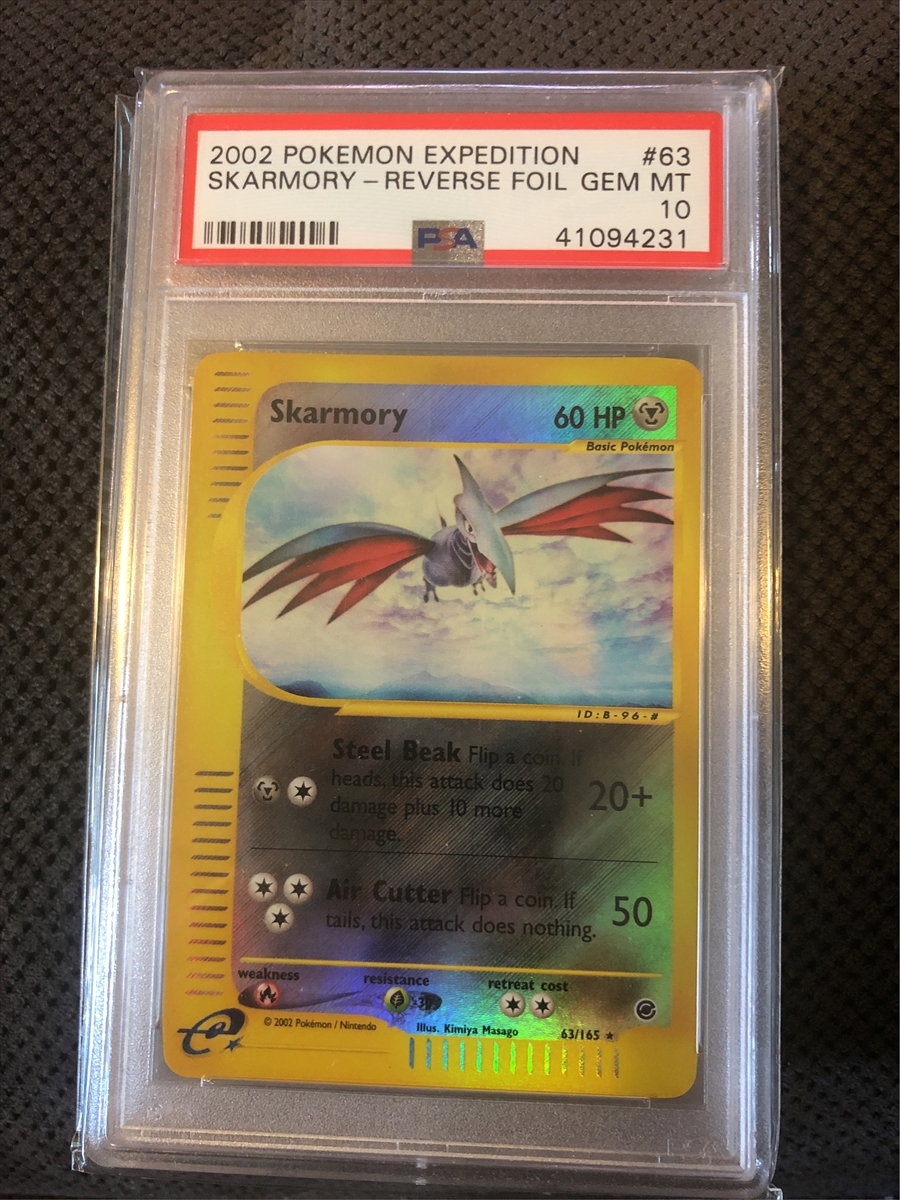 2002 POKEMON EXPEDITION #63
SKARMORY – REVERSE FOIL GEM MT
10
PSA 41094231
Skarmory 60 HP
Basic Pokémon
ID:B-96-#
Steel Beak Flip a coin. If
heads, this attack does 20
damage plus 10 more
damage.
20+
Air Cutter Flip a coin. If
tails, this attack does nothing.
50
weakness resistance retreat cost
-30
e
© 2002 Pokémon / Nintendo
Illus. Kimiya Masago
63/165 ★